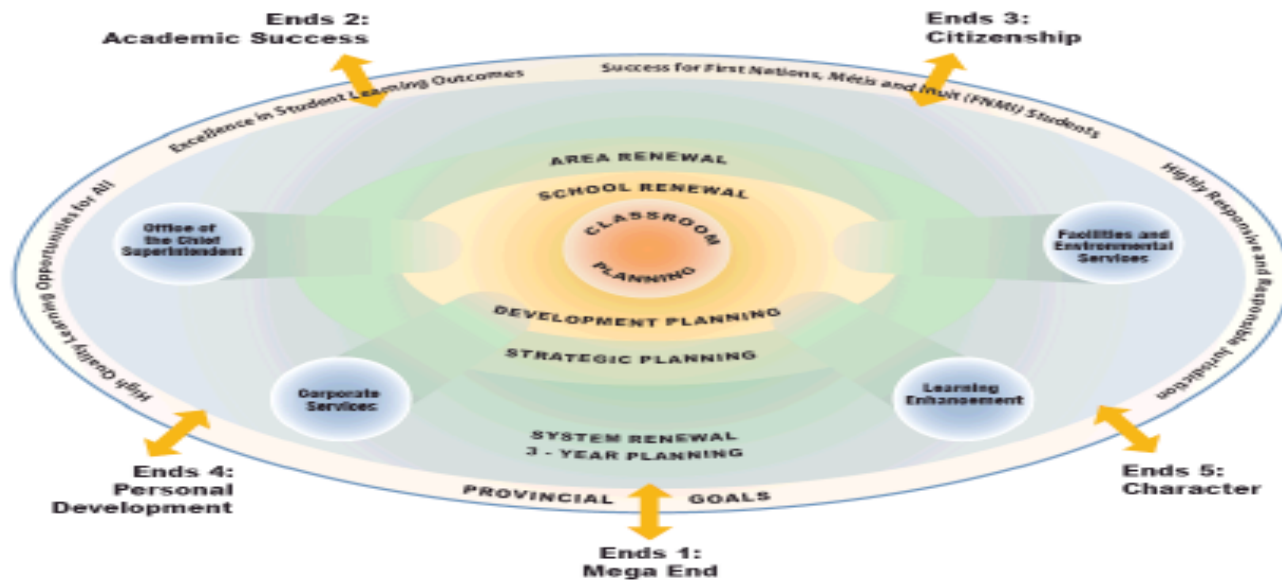 Ends 2:
Academic Success
Ends 3:
Citizenship
Excellence in Student Learning Outcomes
Success for First Nations, Métis and Inuit (FNMI) Students
High Quality Learning Opportunities for All
Highly Responsive and Responsible Jurisdiction
AREA RENEWAL
SCHOOL RENEWAL
CLASSROOM
PLANNING
Office of
the Chief
Superintendent
Facilities and
Environmental
Services
DEVELOPMENT PLANNING
STRATEGIC PLANNING
Corporate
Services
Learning
Enhancement
SYSTEM RENEWAL
3 - YEAR PLANNING
PROVINCIAL GOALS
Ends 4:
Personal
Development
Ends 5:
Character
Ends 1:
Mega End